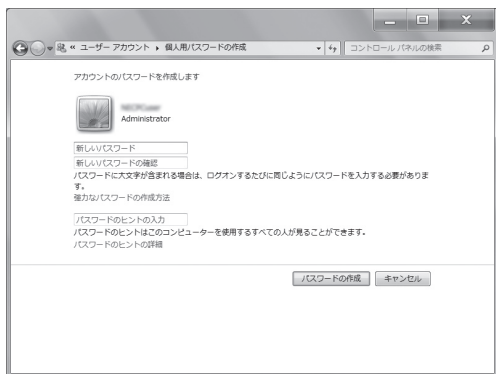 « ユーザー アカウント ▸ 個人用パスワードの作成
コントロール パネルの検索
アカウントのパスワードを作成します
Administrator
新しいパスワード
新しいパスワードの確認
パスワードに大文字が含まれる場合は、ログオンするたびに同じようにパスワードを入力する必要がありま
す。
強力なパスワードの作成方法
パスワードのヒントの入力
パスワードのヒントはこのコンピューターを使用するすべての人が見ることができます。
パスワードのヒントの詳細
パスワードの作成
キャンセル